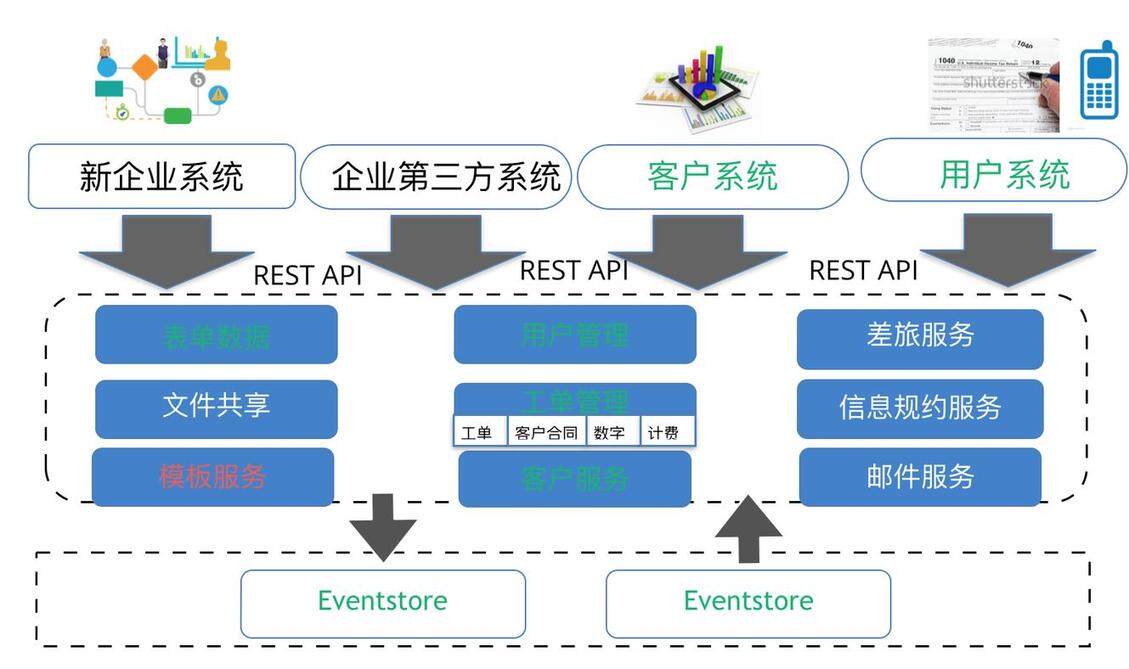 1040
1040
12
shutterstock
新企业系统
企业第三方系统
客户系统
用户系统
REST API
REST API
REST API
表单数据
用户管理
差旅服务
文件共享
工单管理
信息规约服务
工单
客户合同
数字
计费
模板服务
客户服务
邮件服务
Eventstore
Eventstore